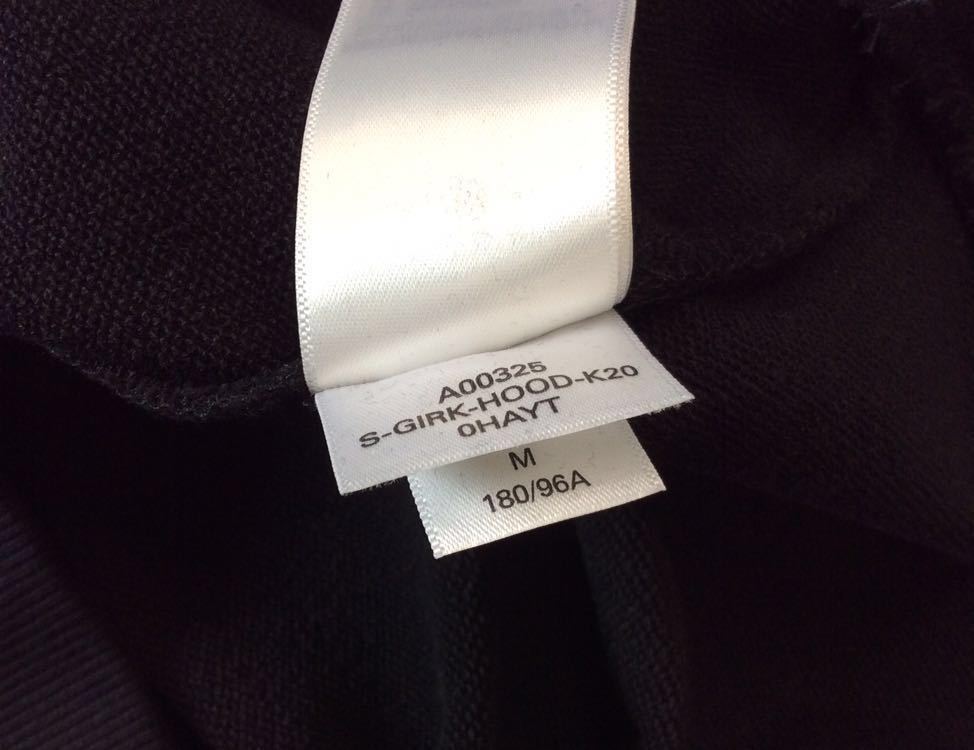 A00325
S-GIRK-HOOD-K20
0HAYT
M
180/96A